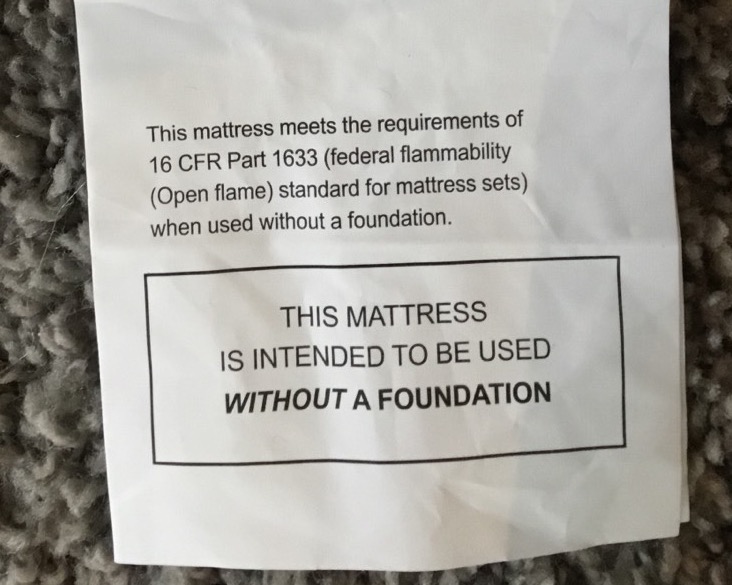 This mattress meets the requirements of
16 CFR Part 1633 (federal flammability
(Open flame) standard for mattress sets)
when used without a foundation.
THIS MATTRESS
IS INTENDED TO BE USED
WITHOUT A FOUNDATION